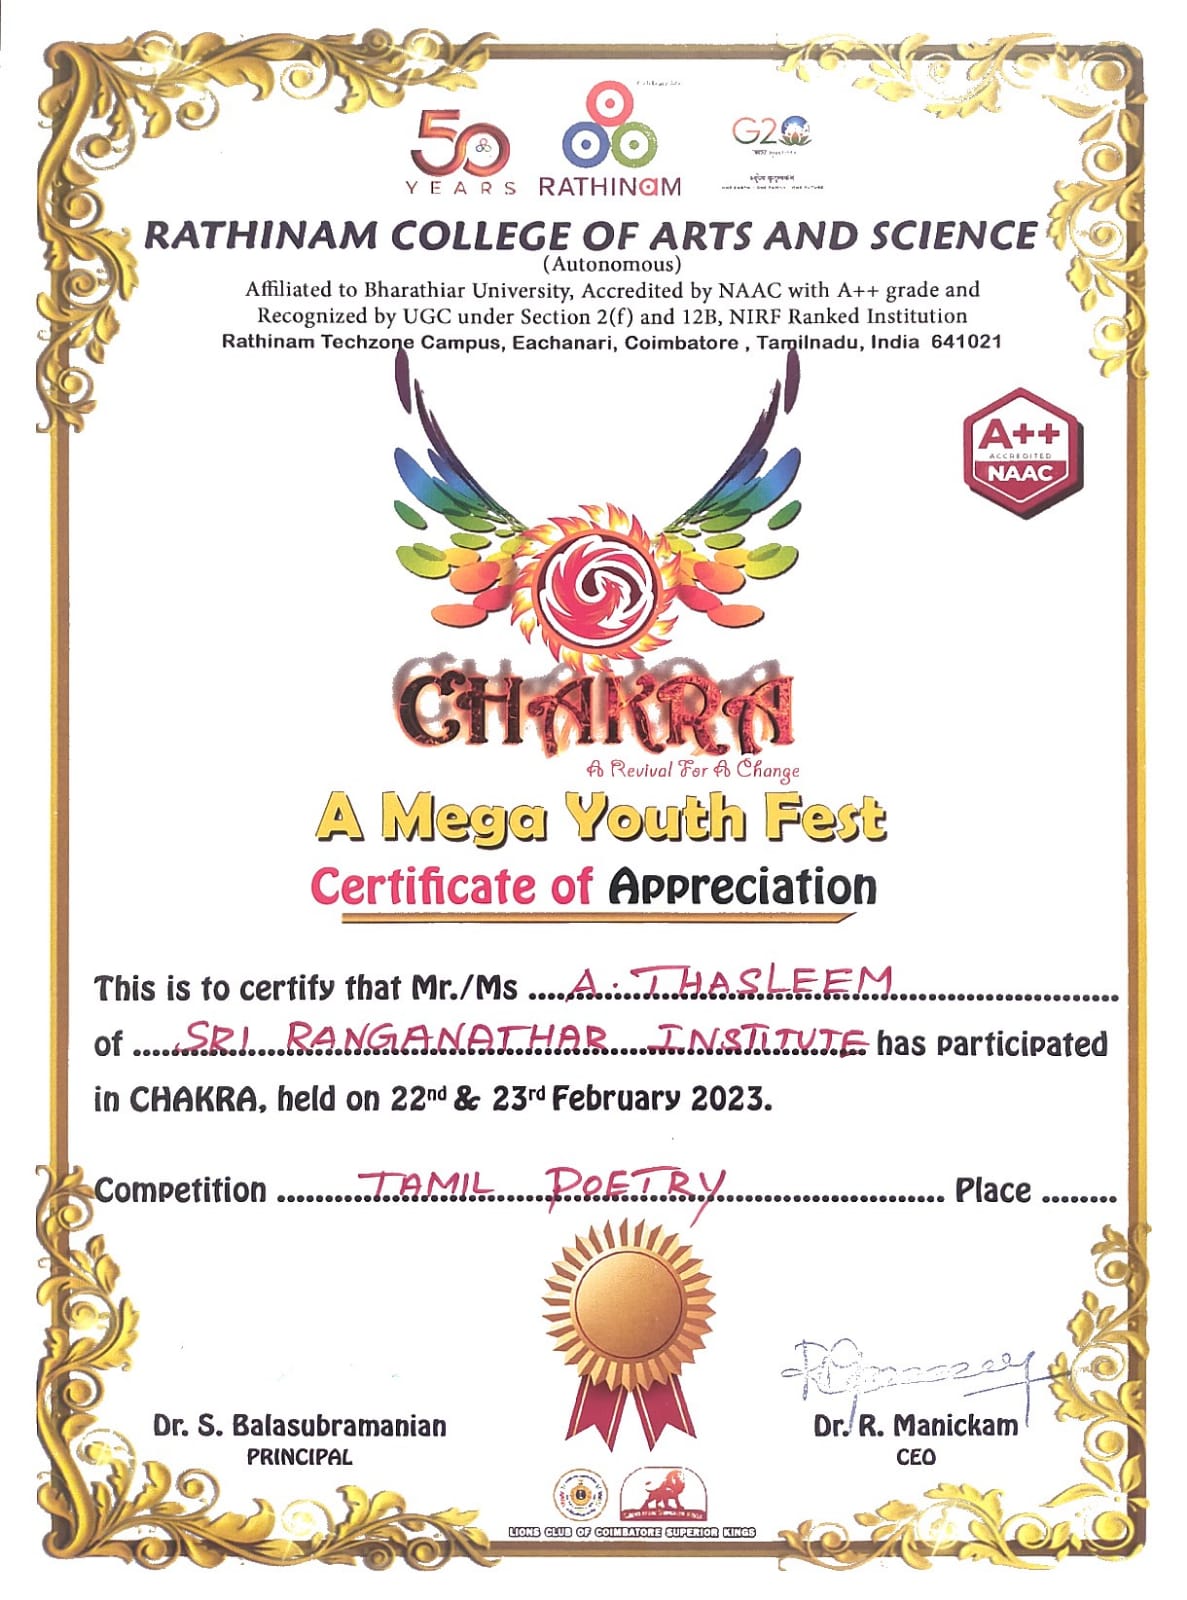 50
YEARS
RATHINAM
G20
RATHINAM COLLEGE OF ARTS AND SCIENCE
(Autonomous)
Affiliated to Bharathiar University, Accredited by NAAC with A++ grade and
Recognized by UGC under Section 2(f) and 12B, NIRF Ranked Institution
Rathinam Techzone Campus, Eachanari, Coimbatore , Tamilnadu, India 641021
A++
ACCREDITED
NAAC
CHAKRA
A Revival For A Change
A Mega Youth Fest
Certificate of Appreciation
This is to certify that Mr./Ms ....A. THASLEEM....
of ....SRI RANGANATHAR INSTITUTE has participated
in CHAKRA, held on 22nd & 23rd February 2023.
Competition ....TAMIL POETRY.... Place ........
Dr. S. Balasubramanian
PRINCIPAL
Dr. R. Manickam
CEO
LIONS CLUB OF COIMBATORE SUPERIOR KINGS